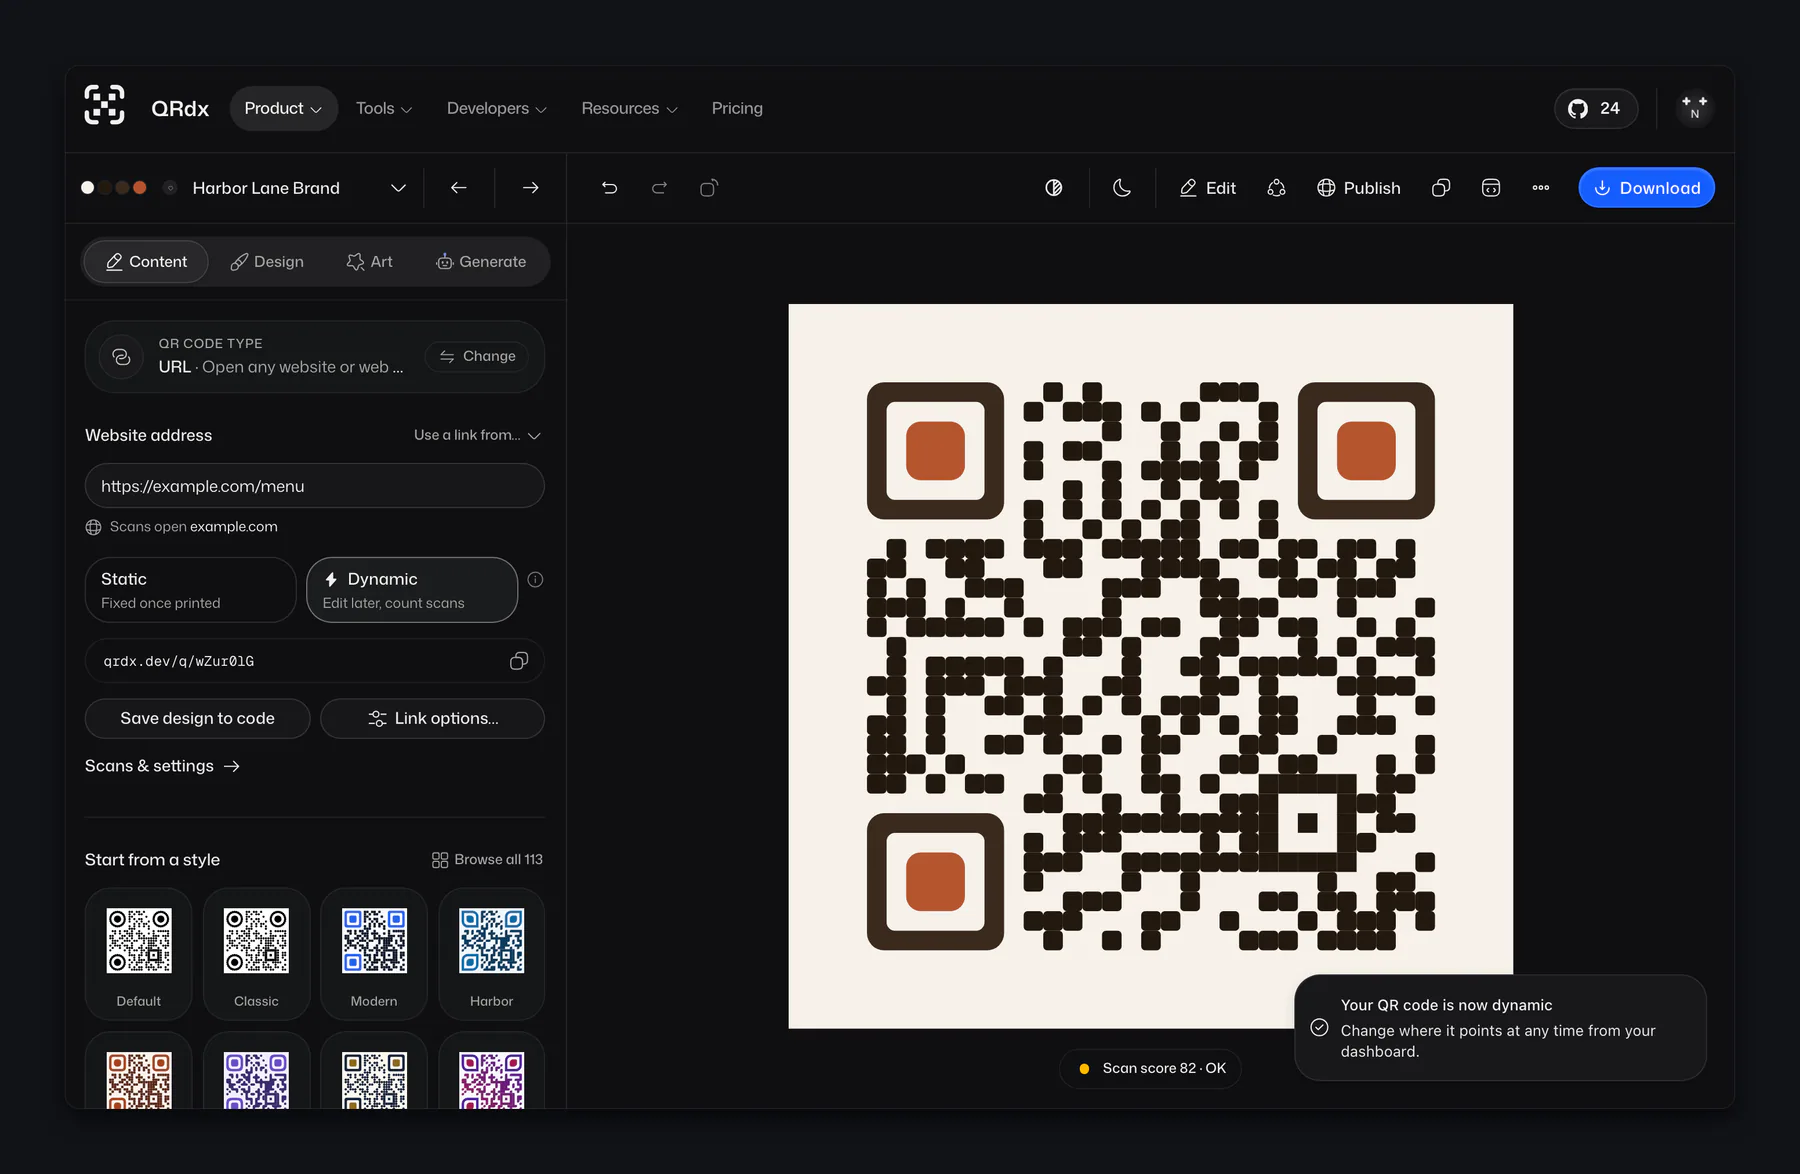 QRdx
Product
Tools
Developers
Resources
Pricing
24
N
Harbor Lane Brand
Edit
Publish
Download
Content
Design
Art
Generate
QR CODE TYPE
URL · Open any website or web ...
Change
Website address
Use a link from...
https://example.com/menu
Scans open example.com
Static
Fixed once printed
Dynamic
Edit later, count scans
qrdx.dev/q/wZur0lG
Save design to code
Link options...
Scans & settings
Start from a style
Browse all 113
Default
Classic
Modern
Harbor
Your QR code is now dynamic
Change where it points at any time from your
dashboard.
Scan score 82 · OK